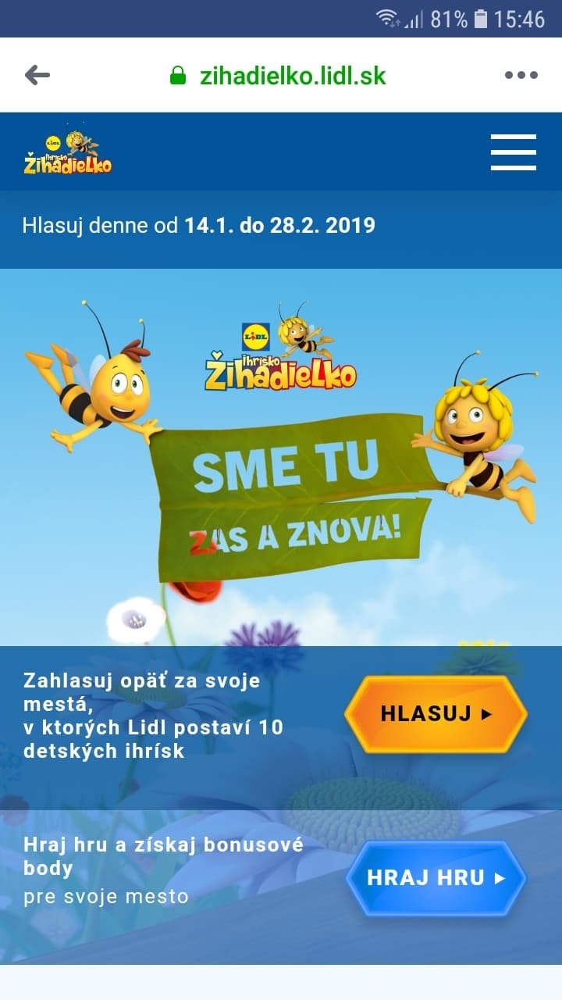 81% 15:46
zihadielko.lidl.sk
LIDL
Ihrisko
Žihadielko
Hlasuj denne od 14.1. do 28.2. 2019
LIDL
Ihrisko
Žihadielko
SME TU
ZAS A ZNOVA!
Zahlasuj opäť za svoje
mestá,
v ktorých Lidl postaví 10
detských ihrísk
HLASUJ ▸
Hraj hru a získaj bonusové
body
pre svoje mesto
HRAJ HRU ▸